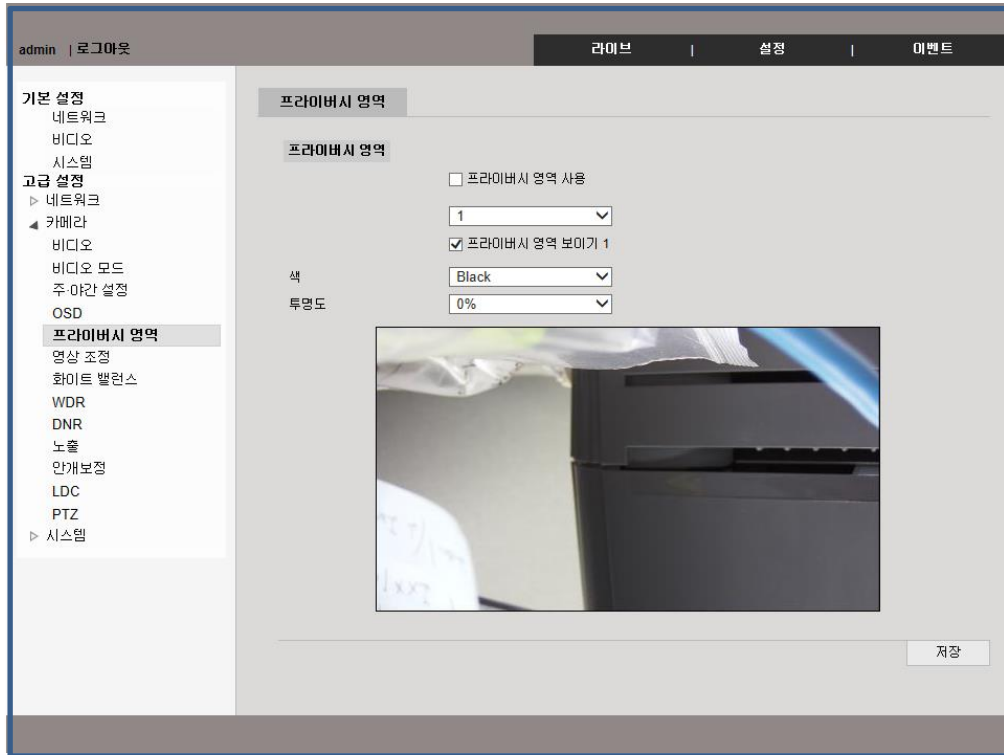 admin | 로그아웃
라이브 | 설정 | 이벤트
기본 설정
네트워크
비디오
시스템
고급 설정
▷ 네트워크
◢ 카메라
비디오
비디오 모드
주·야간 설정
OSD
프라이버시 영역
영상 조정
화이트 밸런스
WDR
DNR
노출
안개보정
LDC
PTZ
▷ 시스템
프라이버시 영역
프라이버시 영역
프라이버시 영역 사용
1
프라이버시 영역 보이기 1
색 Black
투명도 0%
저장